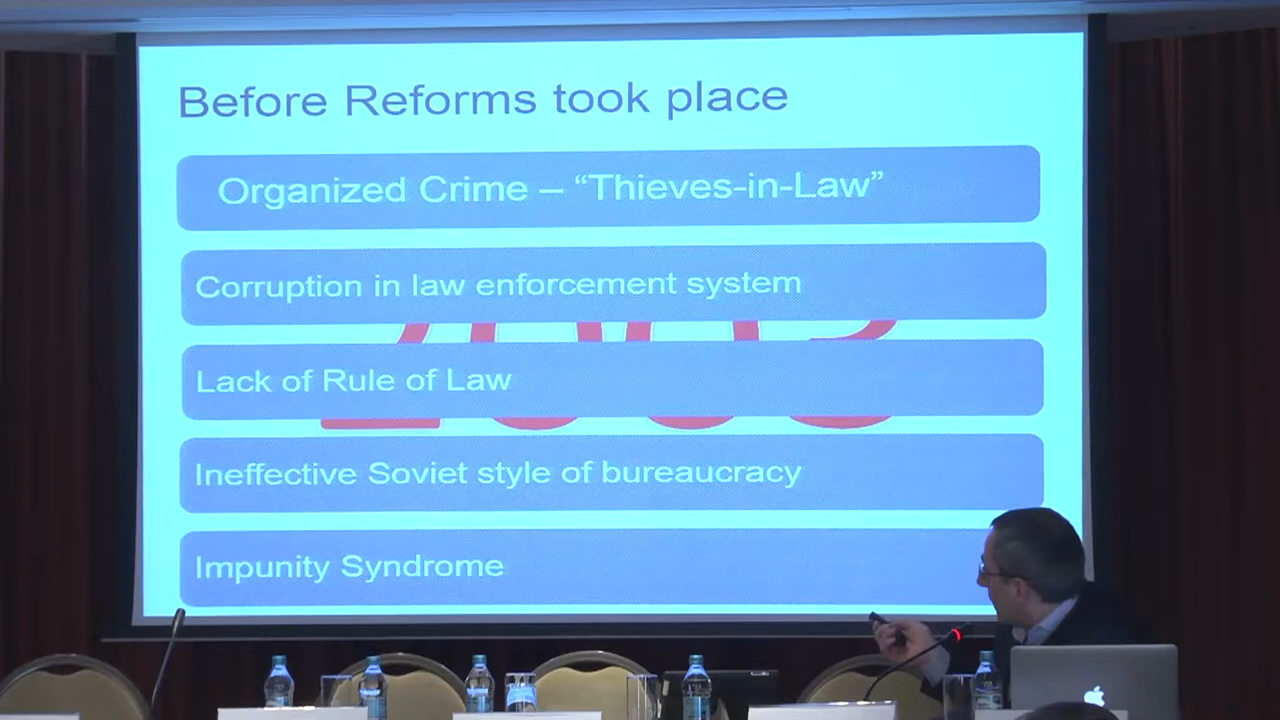 Before Reforms took place
Organized Crime – “Thieves-in-Law”
Corruption in law enforcement system
Lack of Rule of Law
Ineffective Soviet style of bureaucracy
Impunity Syndrome